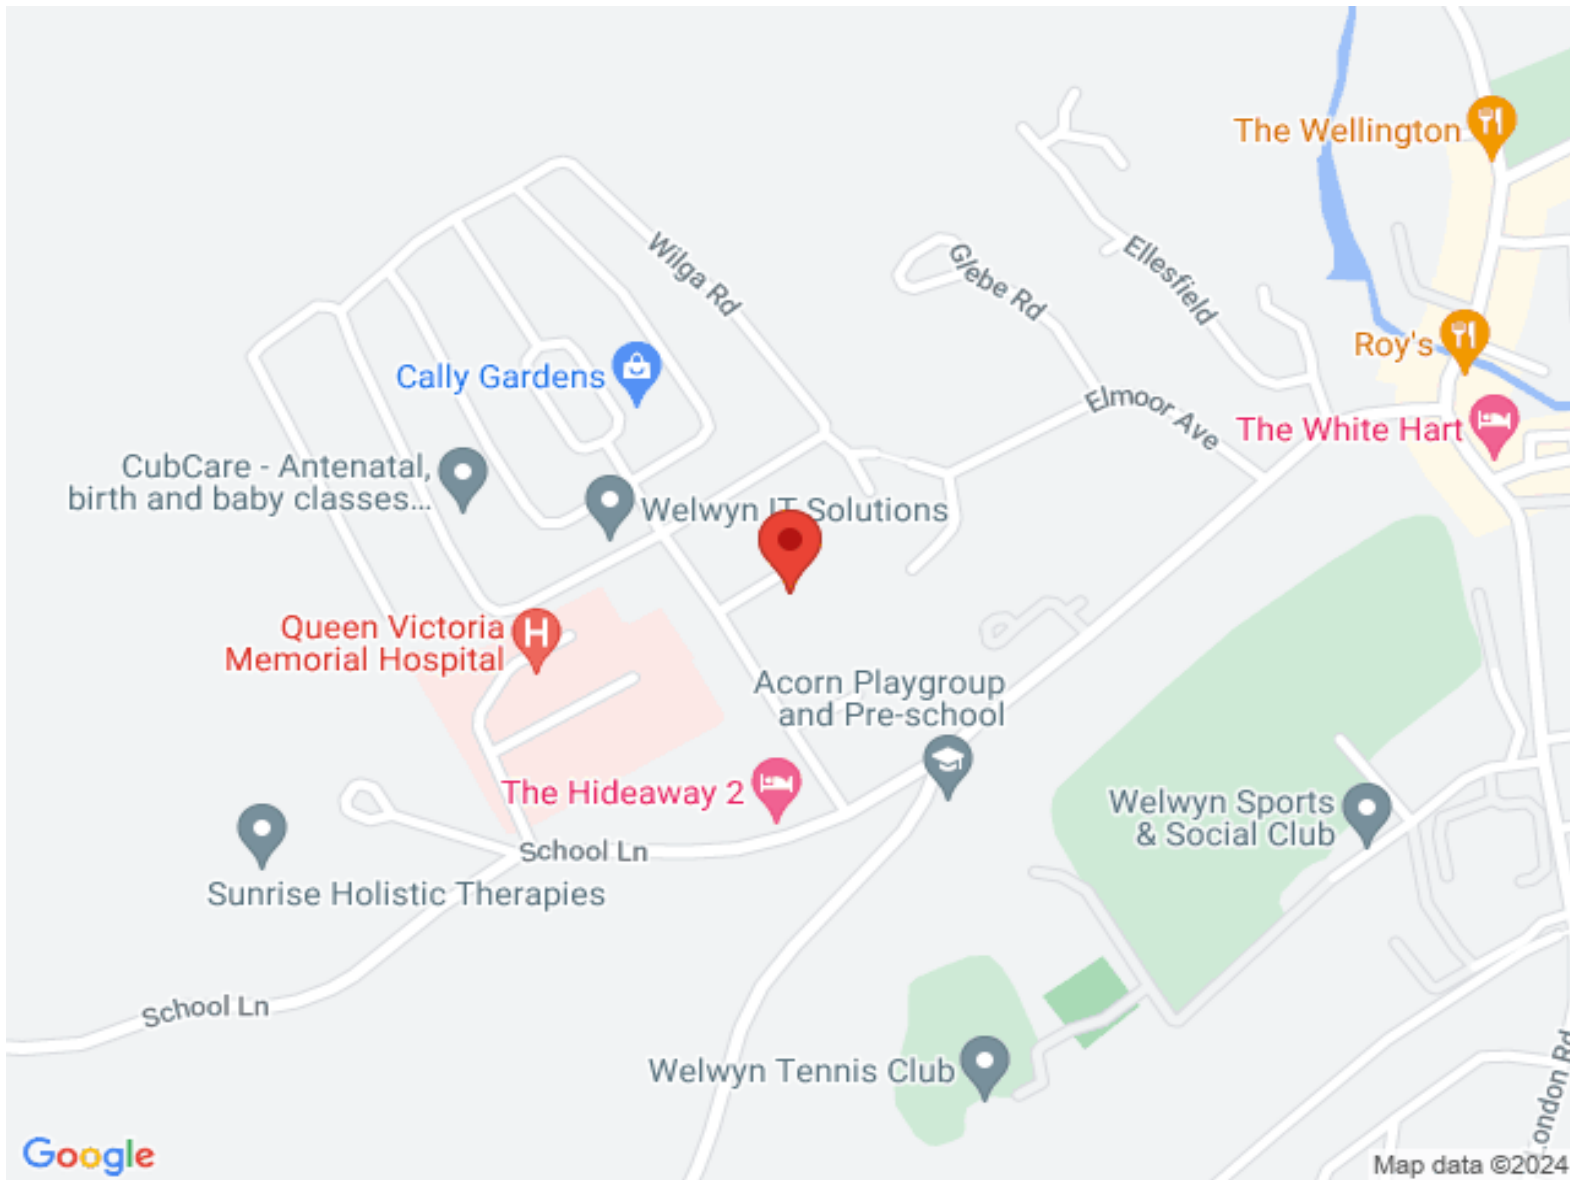 The Wellington
Wilga Rd
Glebe Rd
Ellesfield
Roy's
Cally Gardens
Elmoor Ave
The White Hart
CubCare - Antenatal,
birth and baby classes...
Welwyn IT Solutions
Queen Victoria
Memorial Hospital
H
Acorn Playgroup
and Pre-school
The Hideaway 2
Welwyn Sports
& Social Club
School Ln
Sunrise Holistic Therapies
School Ln
Welwyn Tennis Club
London Rd
Google
Map data ©2024